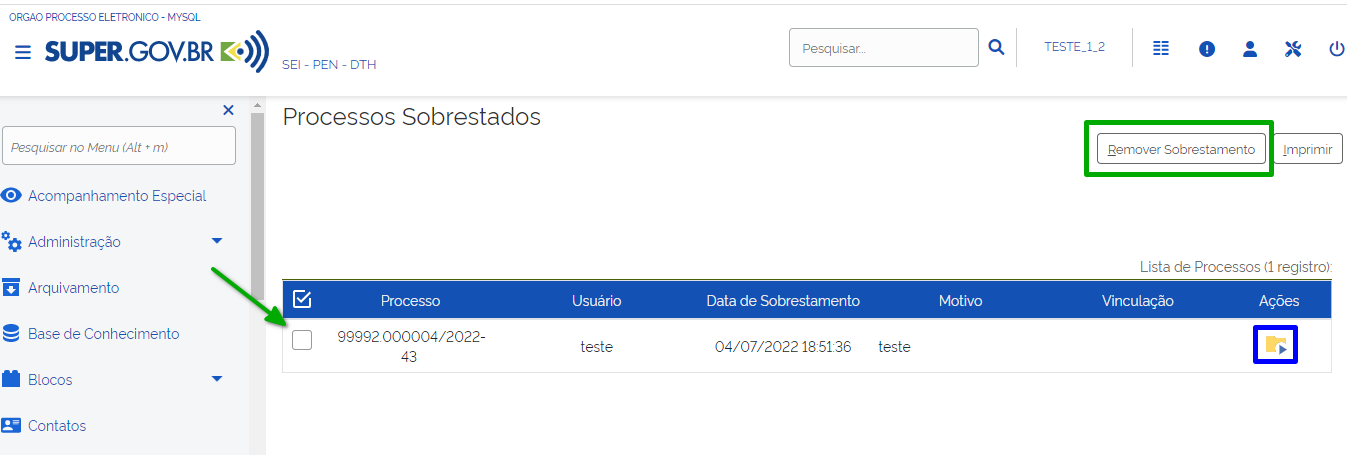 ORGAO PROCESSO ELETRONICO - MYSQL
SUPER.GOV.BR
SEI - PEN - DTH
Pesquisar...
TESTE_1_2
Pesquisar no Menu (Alt + m)
Acompanhamento Especial
Administração
Arquivamento
Base de Conhecimento
Blocos
Contatos
Processos Sobrestados
Remover Sobrestamento
Imprimir
Lista de Processos (1 registro):
Processo Usuário Data de Sobrestamento Motivo Vinculação Ações
99992.000004/2022-
43
teste 04/07/2022 18:51:36 teste